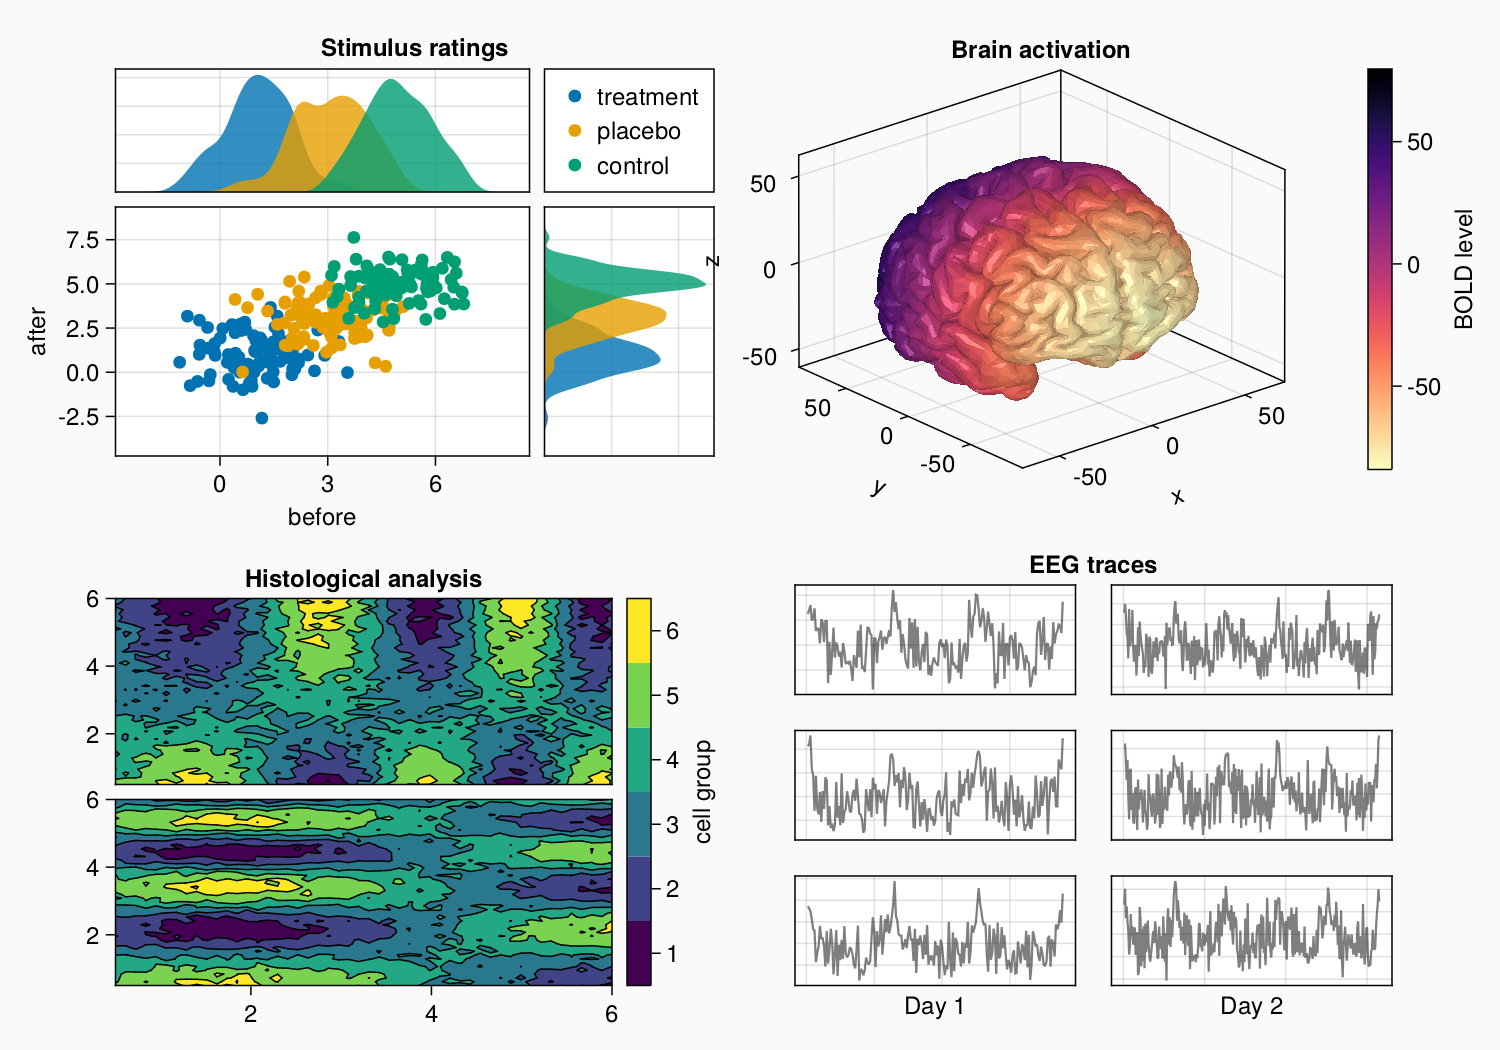 Stimulus ratings
treatment
placebo
control
7.5
5.0
2.5
0.0
-2.5
after
0
3
6
before
Brain activation
50
0
-50
z
50
0
-50
y
-50
0
50
x
50
0
-50
BOLD level
Histological analysis
6
4
2
6
4
2
2
4
6
6
5
4
3
2
1
cell group
EEG traces
Day 1
Day 2